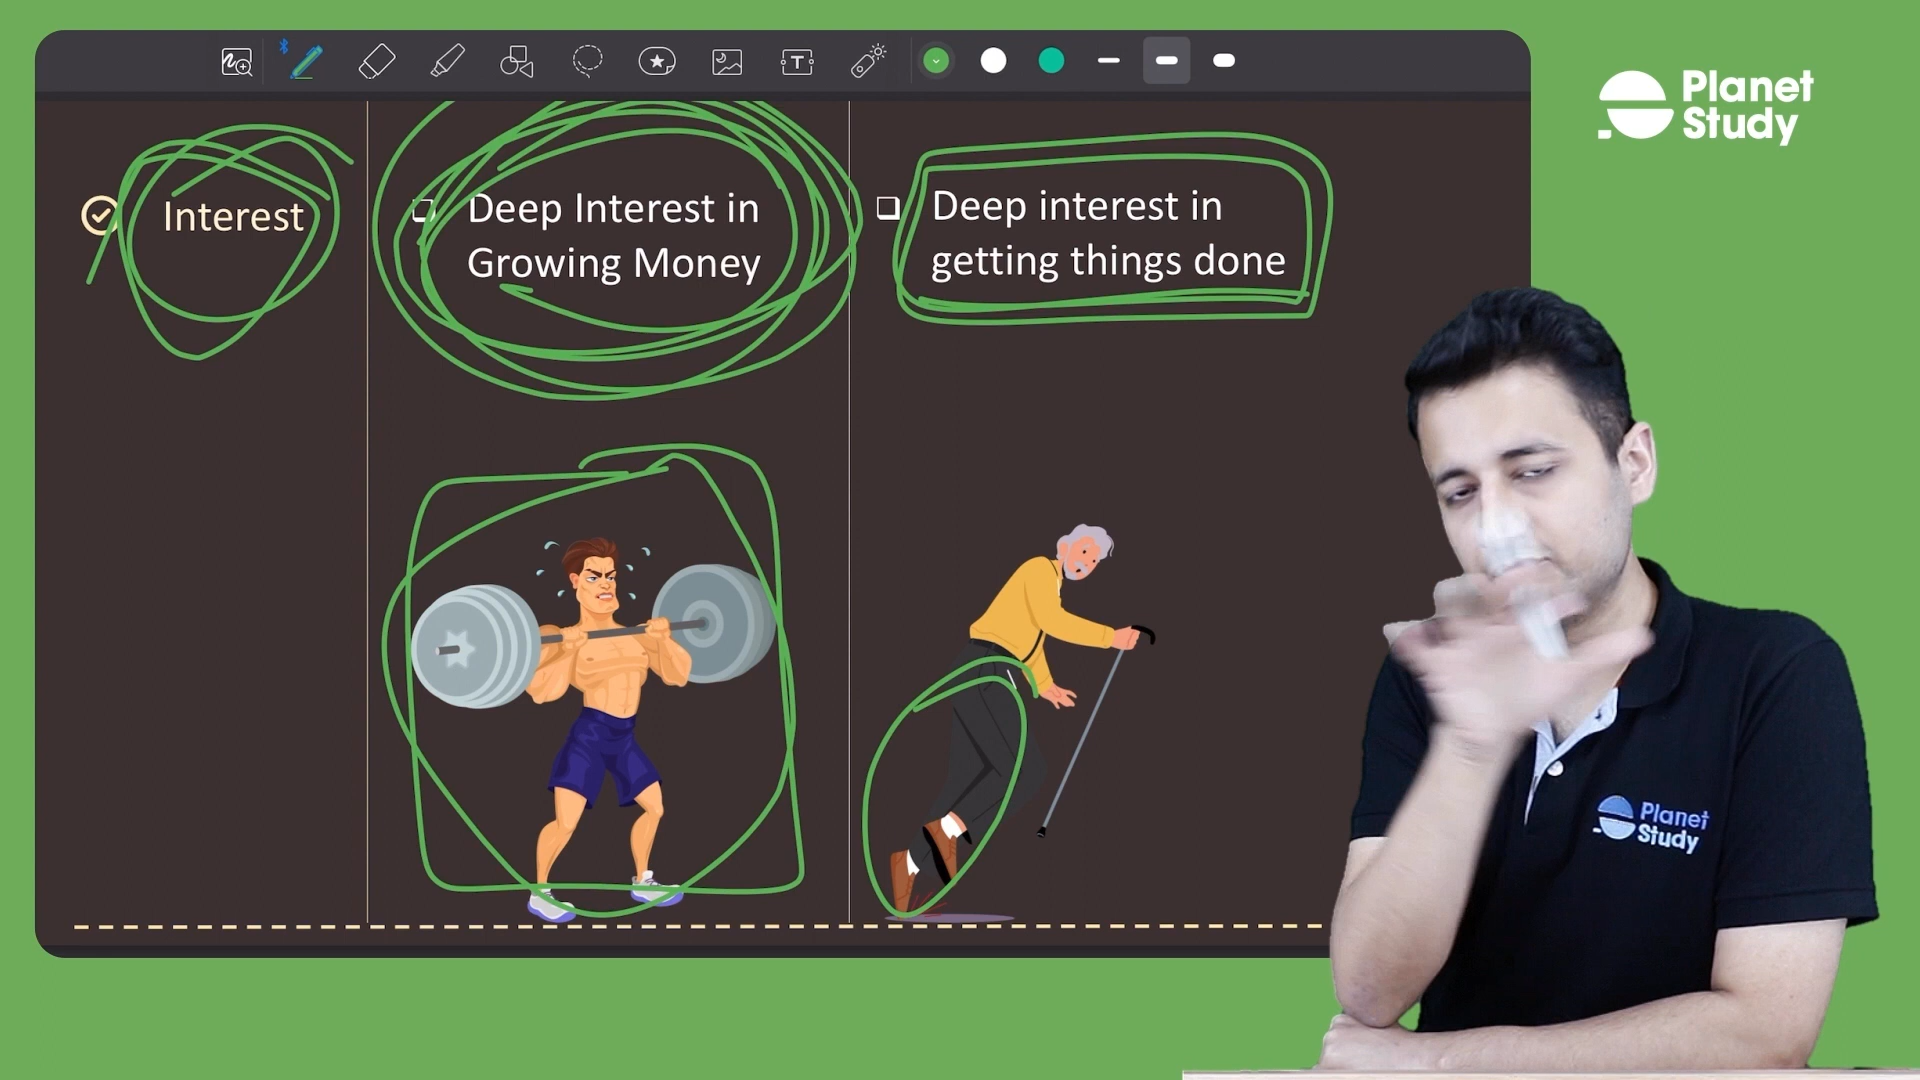 Planet
Study
Interest
Deep Interest in
Growing Money
Deep interest in
getting things done
Planet
Study